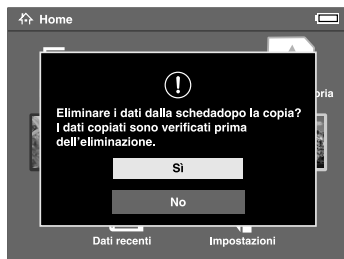 Home
pria
Eliminare i dati dalla schedadopo la copia?
I dati copiati sono verificati prima
dell'eliminazione.
Sì
No
Dati recenti
Impostazioni